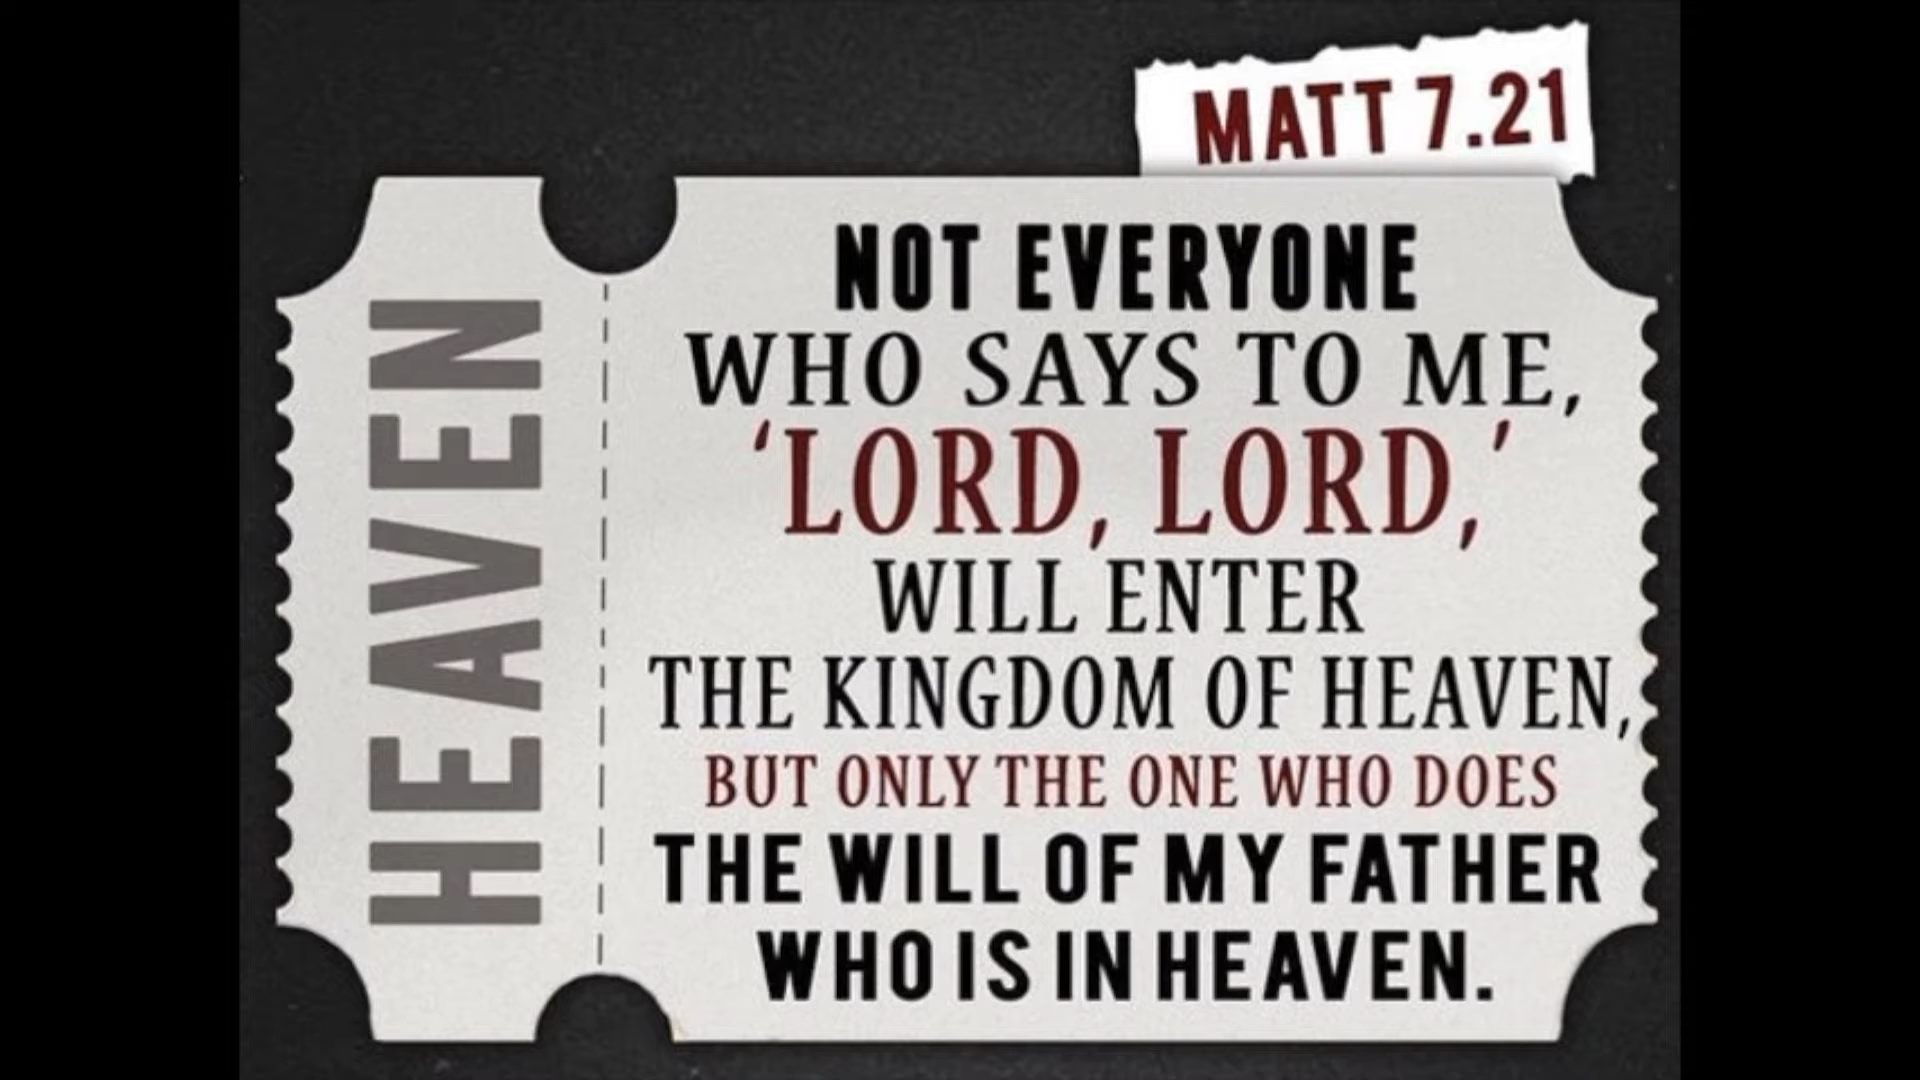 MATT 7.21
HEAVEN
NOT EVERYONE
WHO SAYS TO ME,
‘LORD, LORD,’
WILL ENTER
THE KINGDOM OF HEAVEN,
BUT ONLY THE ONE WHO DOES
THE WILL OF MY FATHER
WHO IS IN HEAVEN.